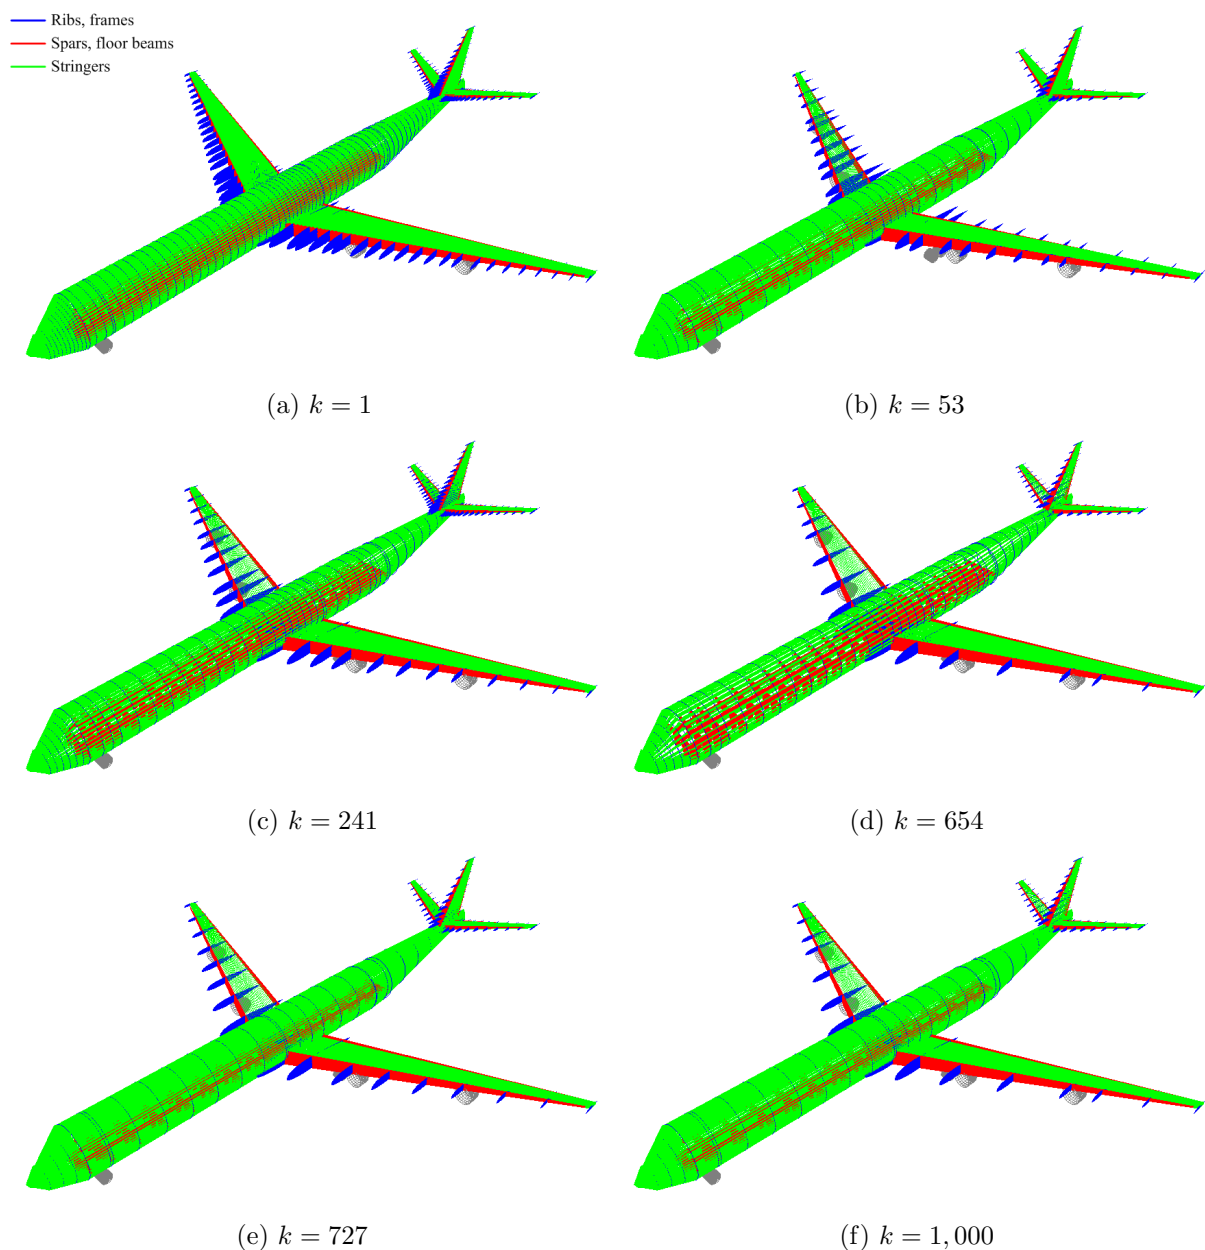 Ribs, frames
Spars, floor beams
Stringers
(a) k = 1
(b) k = 53
(c) k = 241
(d) k = 654
(e) k = 727
(f) k = 1,000